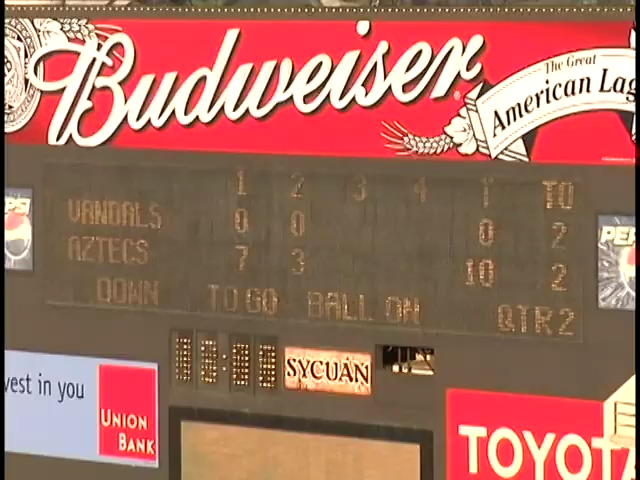 Budweiser
The Great
American Lag
1 2 3 4 T TO
VANDALS 0 0 0 2
AZTECS 7 3 10 2
DOWN TO GO BALL ON QTR 2
PEPS
vest in you
UNION
BANK
SYCUAN
TOYOTA